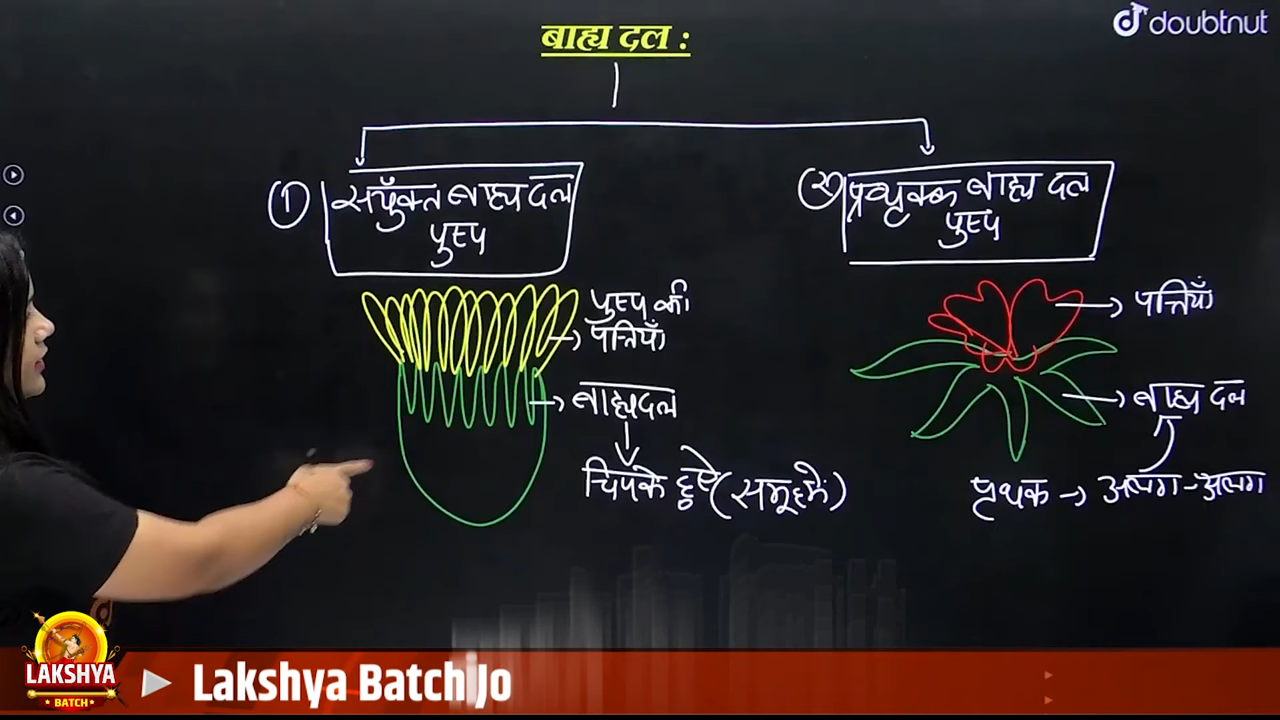 doubtnut
बाह्य दल :
① संयुक्त बाह्य दल
पुष्प
② बाह्य दल
पुष्प
पुष्प की
पत्तियाँ
बाह्यदल
चिपके हुऐ (समूह में)
पत्तियाँ
बाह्य दल
पृथक → अलग-अलग
LAKSHYA
BATCH
Lakshya Batch Jo